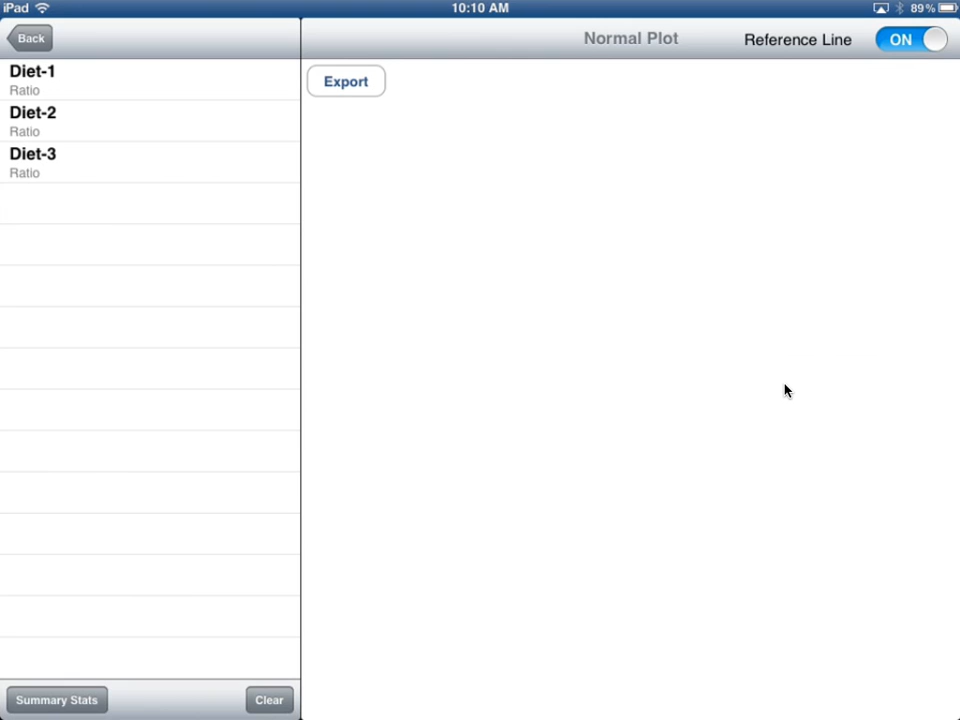 iPad
10:10 AM
89%
Back
Normal Plot
Reference Line
ON
Diet-1
Ratio
Export
Diet-2
Ratio
Diet-3
Ratio
Summary Stats
Clear